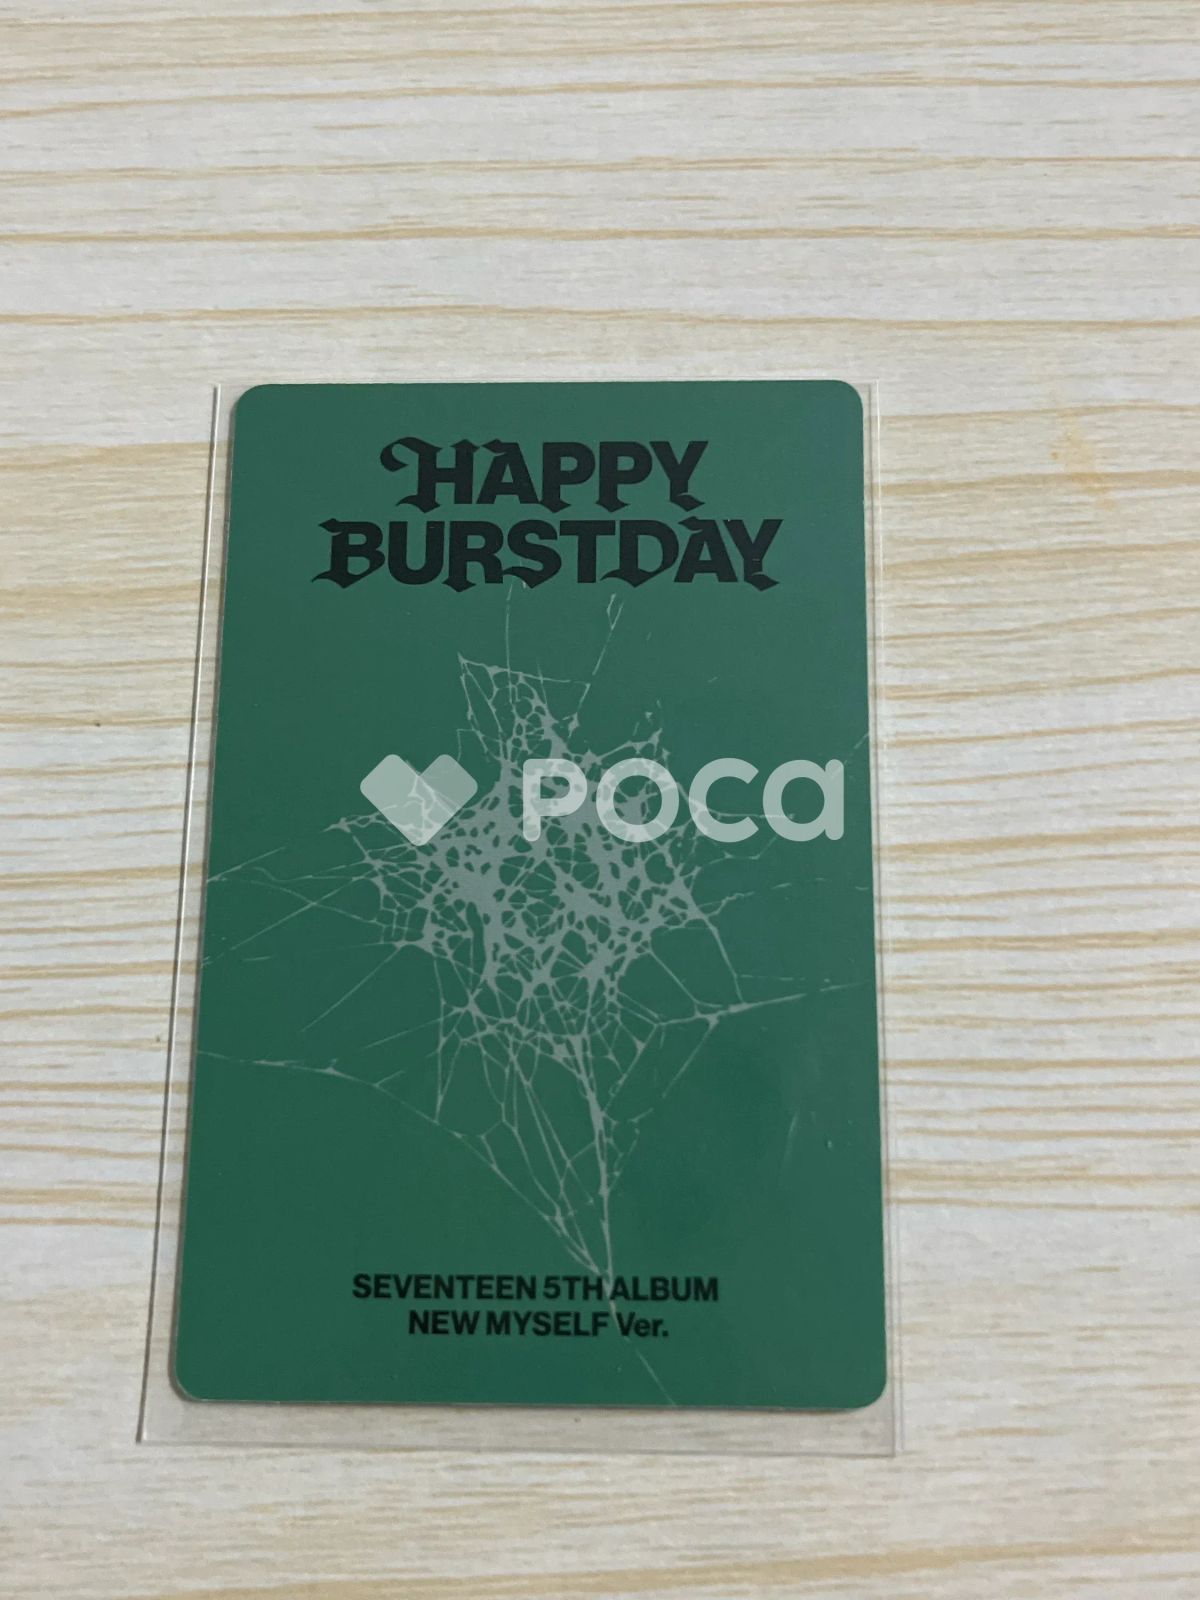 HAPPY
BURSTDAY
POCA
SEVENTEEN 5TH ALBUM
NEW MYSELF Ver.